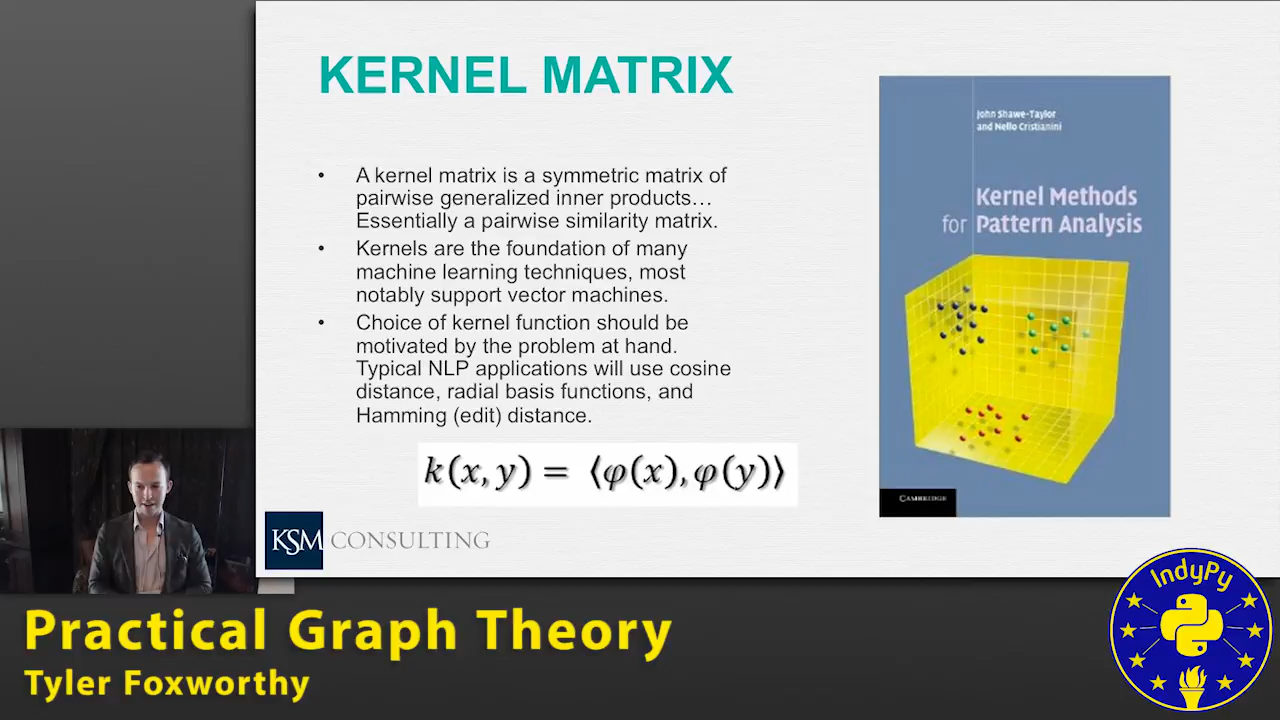 KERNEL MATRIX
• A kernel matrix is a symmetric matrix of
pairwise generalized inner products…
Essentially a pairwise similarity matrix.
• Kernels are the foundation of many
machine learning techniques, most
notably support vector machines.
• Choice of kernel function should be
motivated by the problem at hand.
Typical NLP applications will use cosine
distance, radial basis functions, and
Hamming (edit) distance.
k(x, y) = ⟨φ(x), φ(y)⟩
KSM CONSULTING
John Shawe-Taylor
and Nello Cristianini
Kernel Methods
for Pattern Analysis
CAMBRIDGE
Practical Graph Theory
Tyler Foxworthy
IndyPy